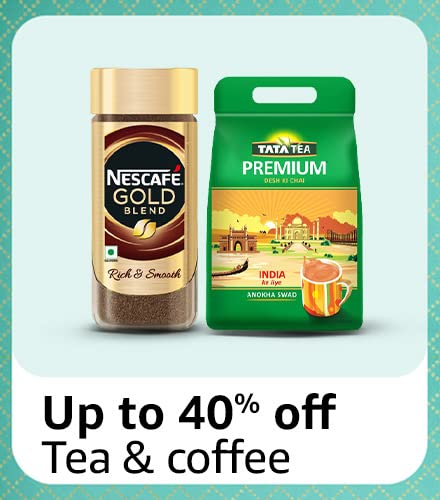 NESCAFÉ
GOLD
BLEND
Rich & Smooth
TATA TEA
PREMIUM
DESH KI CHAI
INDIA
ke liye
ANOKHA SWAD
Up to 40% off
Tea & coffee